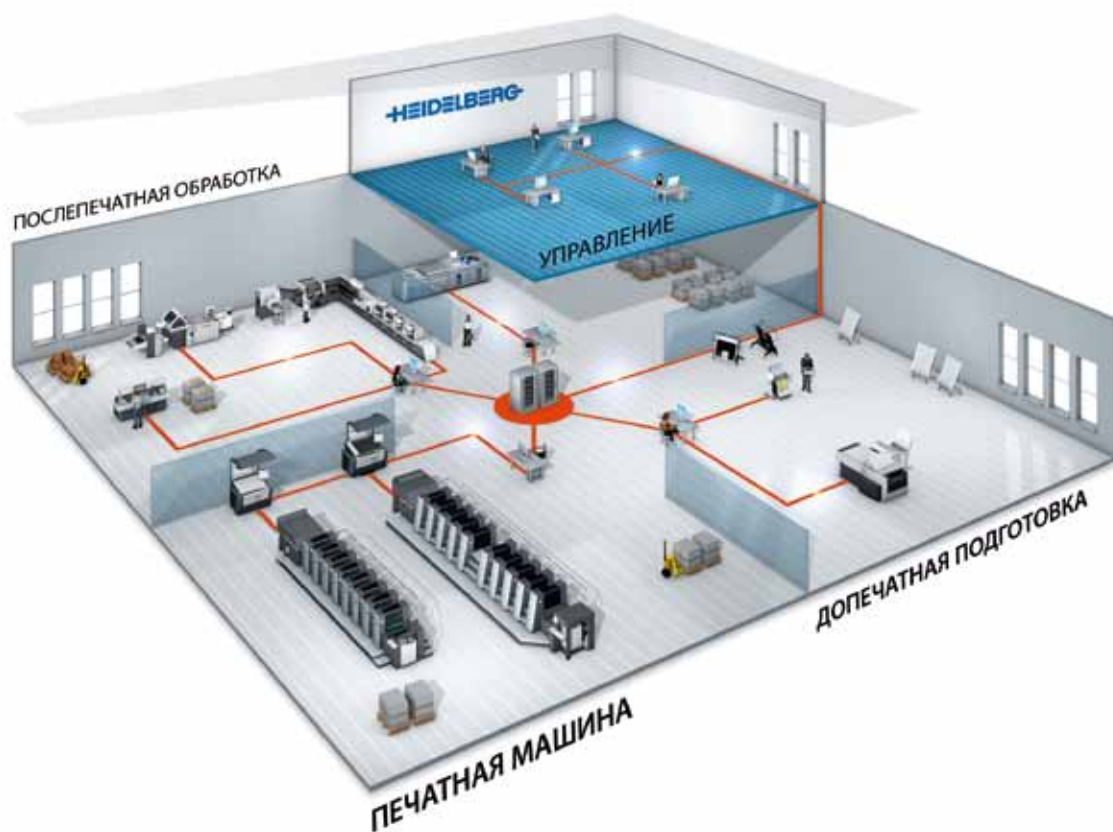 HEIDELBERG
ПОСЛЕПЕЧАТНАЯ ОБРАБОТКА
УПРАВЛЕНИЕ
ДОПЕЧАТНАЯ ПОДГОТОВКА
ПЕЧАТНАЯ МАШИНА